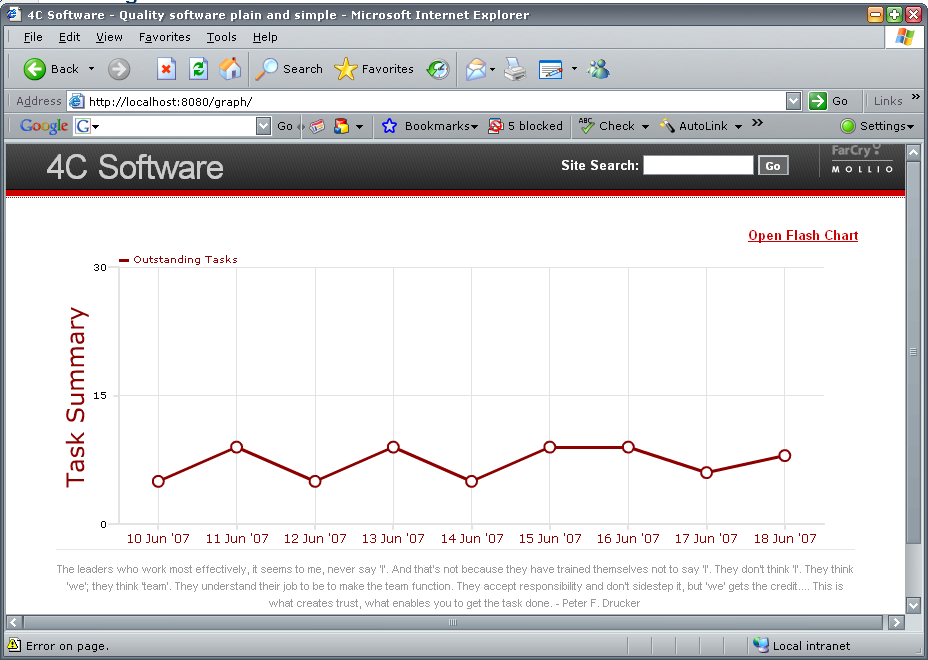 4C Software - Quality software plain and simple - Microsoft Internet Explorer
File Edit View Favorites Tools Help
Back Search Favorites
Address http://localhost:8080/graph/ Go Links »
Google G Go Bookmarks 5 blocked ABC Check AutoLink » Settings
4C Software Site Search: Go FarCry
MOLLIO
Open Flash Chart
Outstanding Tasks
Task Summary
30
15
0
10 Jun '07 11 Jun '07 12 Jun '07 13 Jun '07 14 Jun '07 15 Jun '07 16 Jun '07 17 Jun '07 18 Jun '07
The leaders who work most effectively, it seems to me, never say 'I'. And that's not because they have trained themselves not to say 'I'. They don't think 'I'. They think
'we'; they think 'team'. They understand their job to be to make the team function. They accept responsibility and don't sidestep it, but 'we' gets the credit.... This is
what creates trust, what enables you to get the task done. - Peter F. Drucker
Error on page. Local intranet